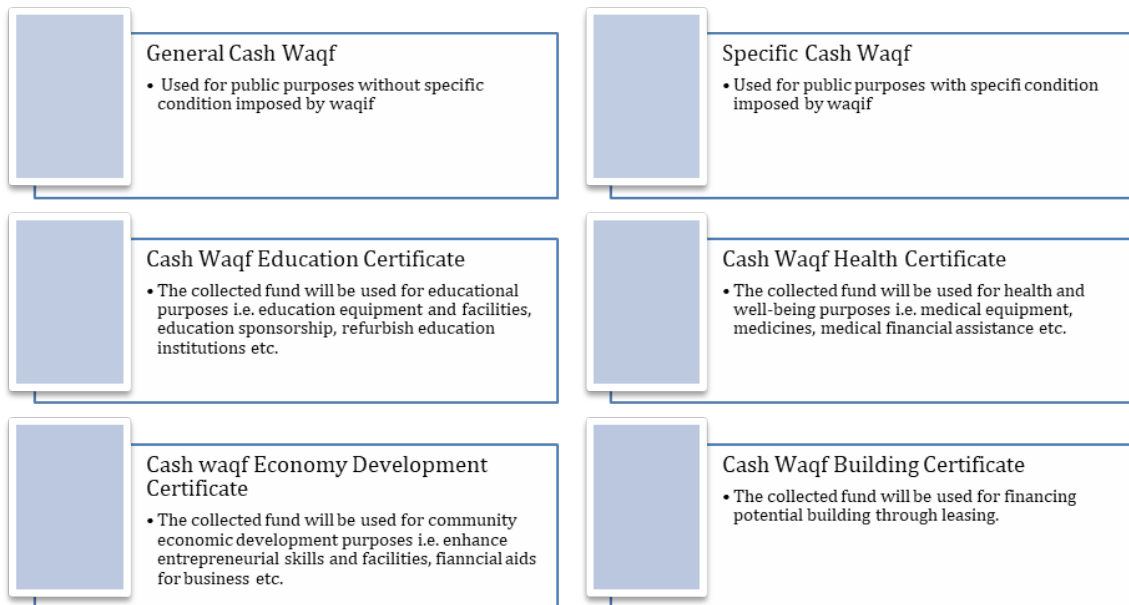 General Cash Waqf
• Used for public purposes without specific
condition imposed by waqif
Specific Cash Waqf
• Used for public purposes with specifi condition
imposed by waqif
Cash Waqf Education Certificate
• The collected fund will be used for educational
purposes i.e. education equipment and facilities,
education sponsorship, refurbish education
institutions etc.
Cash Waqf Health Certificate
• The collected fund will be used for health and
well-being purposes i.e. medical equipment,
medicines, medical financial assistance etc.
Cash waqf Economy Development
Certificate
• The collected fund will be used for community
economic development purposes i.e. enhance
entrepreneurial skills and facilities, fianncial aids
for business etc.
Cash Waqf Building Certificate
• The collected fund will be used for financing
potential building through leasing.